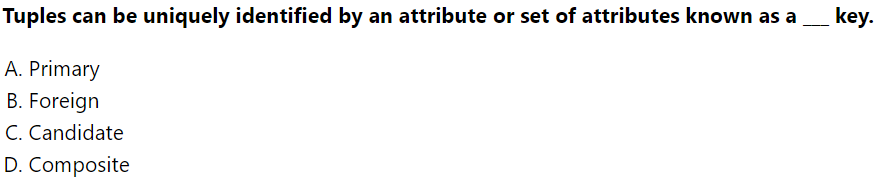 Tuples can be uniquely identified by an attribute or set of attributes known as a ___ key.
A. Primary
B. Foreign
C. Candidate
D. Composite